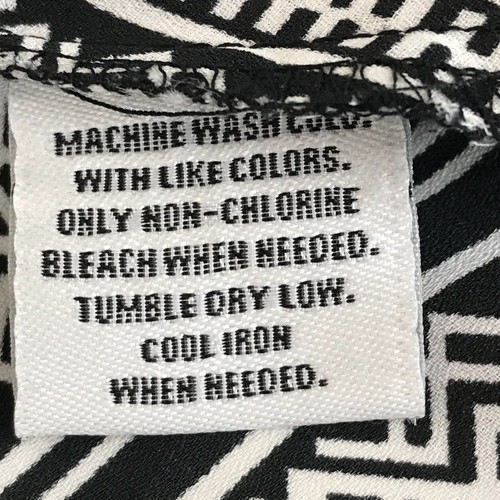 MACHINE WASH COLD.
WITH LIKE COLORS.
ONLY NON-CHLORINE
BLEACH WHEN NEEDED.
TUMBLE DRY LOW.
COOL IRON
WHEN NEEDED.